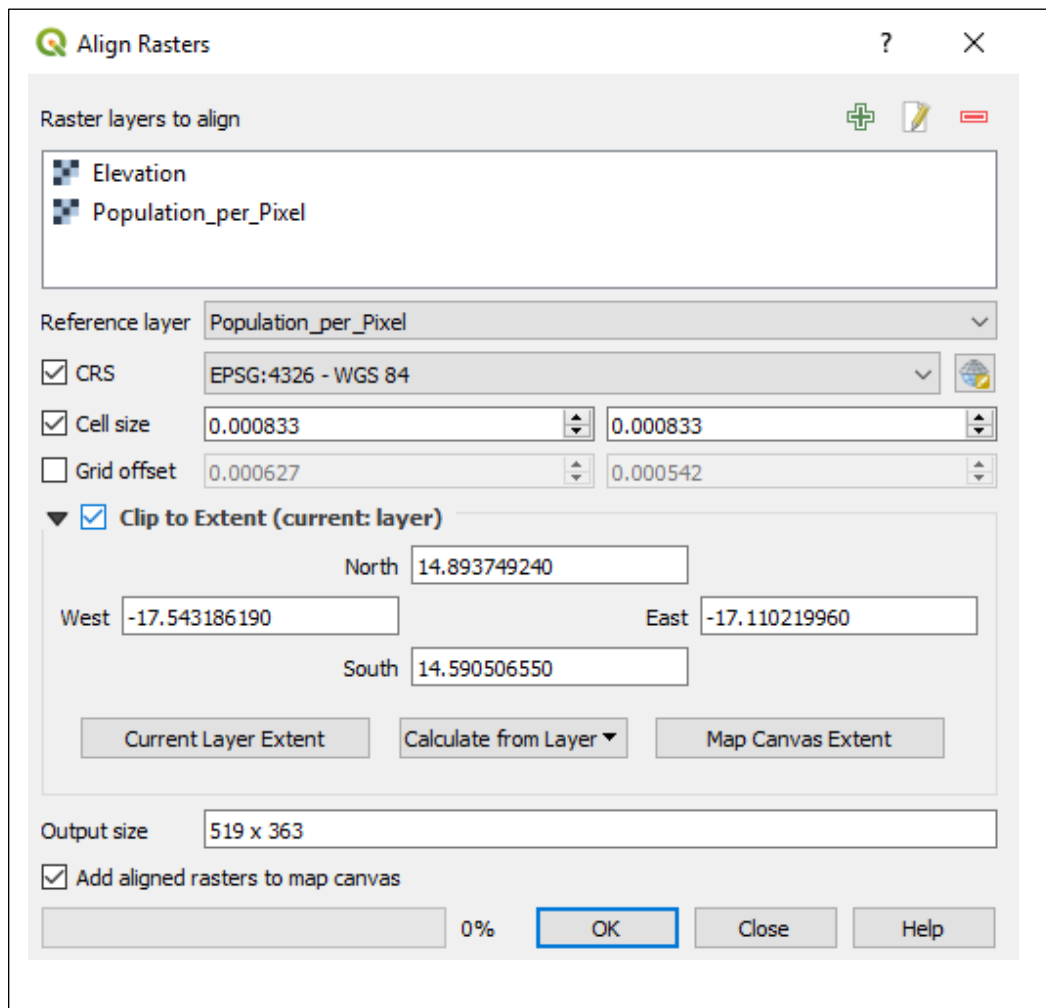 Align Rasters ?
Raster layers to align
Elevation
Population_per_Pixel
Reference layer Population_per_Pixel
CRS EPSG:4326 - WGS 84
Cell size 0.000833 0.000833
Grid offset 0.000627 0.000542
Clip to Extent (current: layer)
North 14.893749240
West -17.543186190 East -17.110219960
South 14.590506550
Current Layer Extent Calculate from Layer Map Canvas Extent
Output size 519 x 363
Add aligned rasters to map canvas
0% OK Close Help